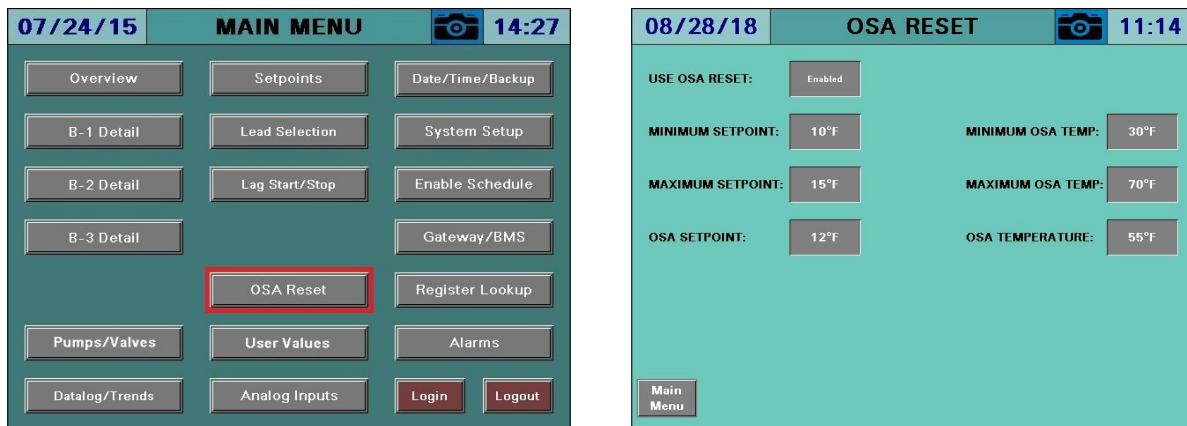 07/24/15 MAIN MENU 14:27
Overview Setpoints Date/Time/Backup
B-1 Detail Lead Selection System Setup
B-2 Detail Lag Start/Stop Enable Schedule
B-3 Detail Gateway/BMS
OSA Reset Register Lookup
Pumps/Valves User Values Alarms
Datalog/Trends Analog Inputs Login Logout
08/28/18 OSA RESET 11:14
USE OSA RESET: Enabled
MINIMUM SETPOINT: 10°F MINIMUM OSA TEMP: 30°F
MAXIMUM SETPOINT: 15°F MAXIMUM OSA TEMP: 70°F
OSA SETPOINT: 12°F OSA TEMPERATURE: 55°F
Main
Menu